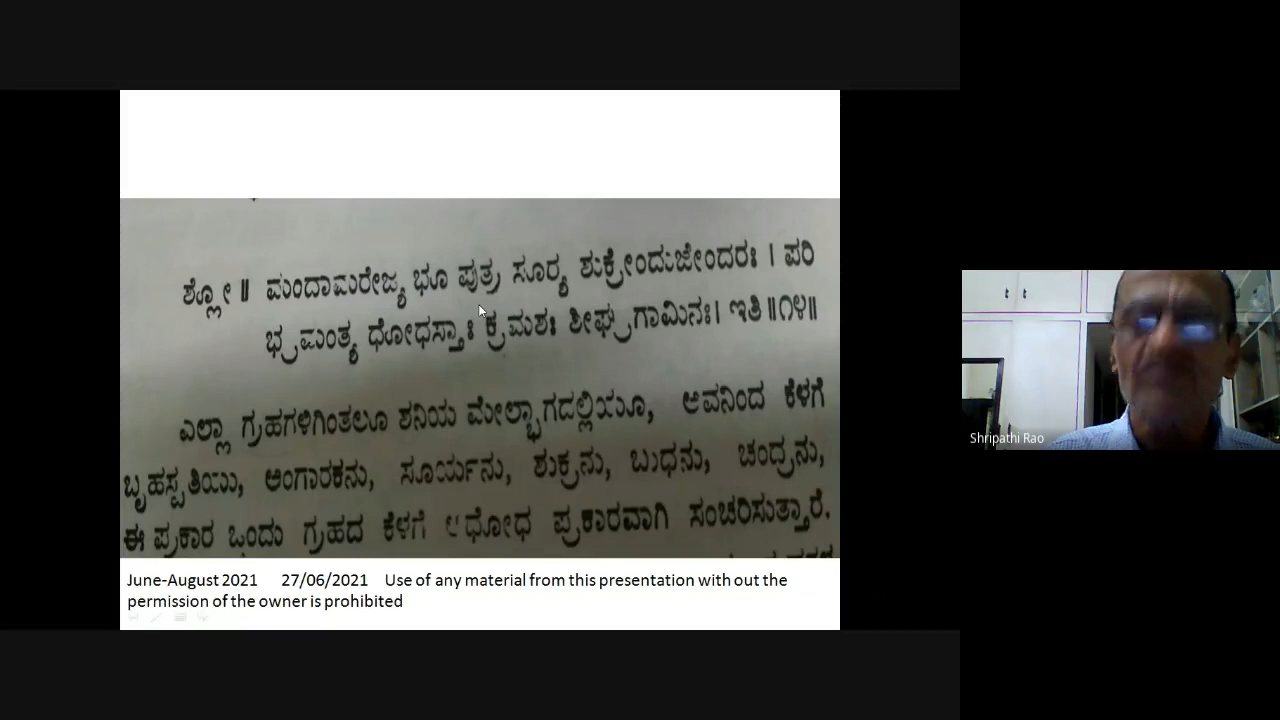 ಶ್ಲೋ॥ ಮಂದಾಮರೇಜ್ಯ ಭೂ ಪುತ್ರ ಸೂರ‍್ಯ ಶುಕ್ರೇಂದುಜೇಂದರಃ । ಪರಿ
ಭ್ರಮಂತ್ಯ ಧೋಧಸ್ತಾಃ ಕ್ರಮಶಃ ಶೀಘ್ರಗಾಮಿನಃ। ಇತಿ॥೧೪॥
ಎಲ್ಲಾ ಗ್ರಹಗಳಿಗಿಂತಲೂ ಶನಿಯ ಮೇಲ್ಭಾಗದಲ್ಲಿಯೂ, ಅವನಿಂದ ಕೆಳಗೆ
ಬೃಹಸ್ಪತಿಯು, ಅಂಗಾರಕನು, ಸೂರ್ಯನು, ಶುಕ್ರನು, ಬುಧನು, ಚಂದ್ರನು,
ಈ ಪ್ರಕಾರ ಒಂದು ಗ್ರಹದ ಕೆಳಗೆ ಪ್ರಕಾರವಾಗಿ ಸಂಚರಿಸುತ್ತಾರೆ.
June-August 2021 27/06/2021 Use of any material from this presentation with out the
permission of the owner is prohibited
Shripathi Rao